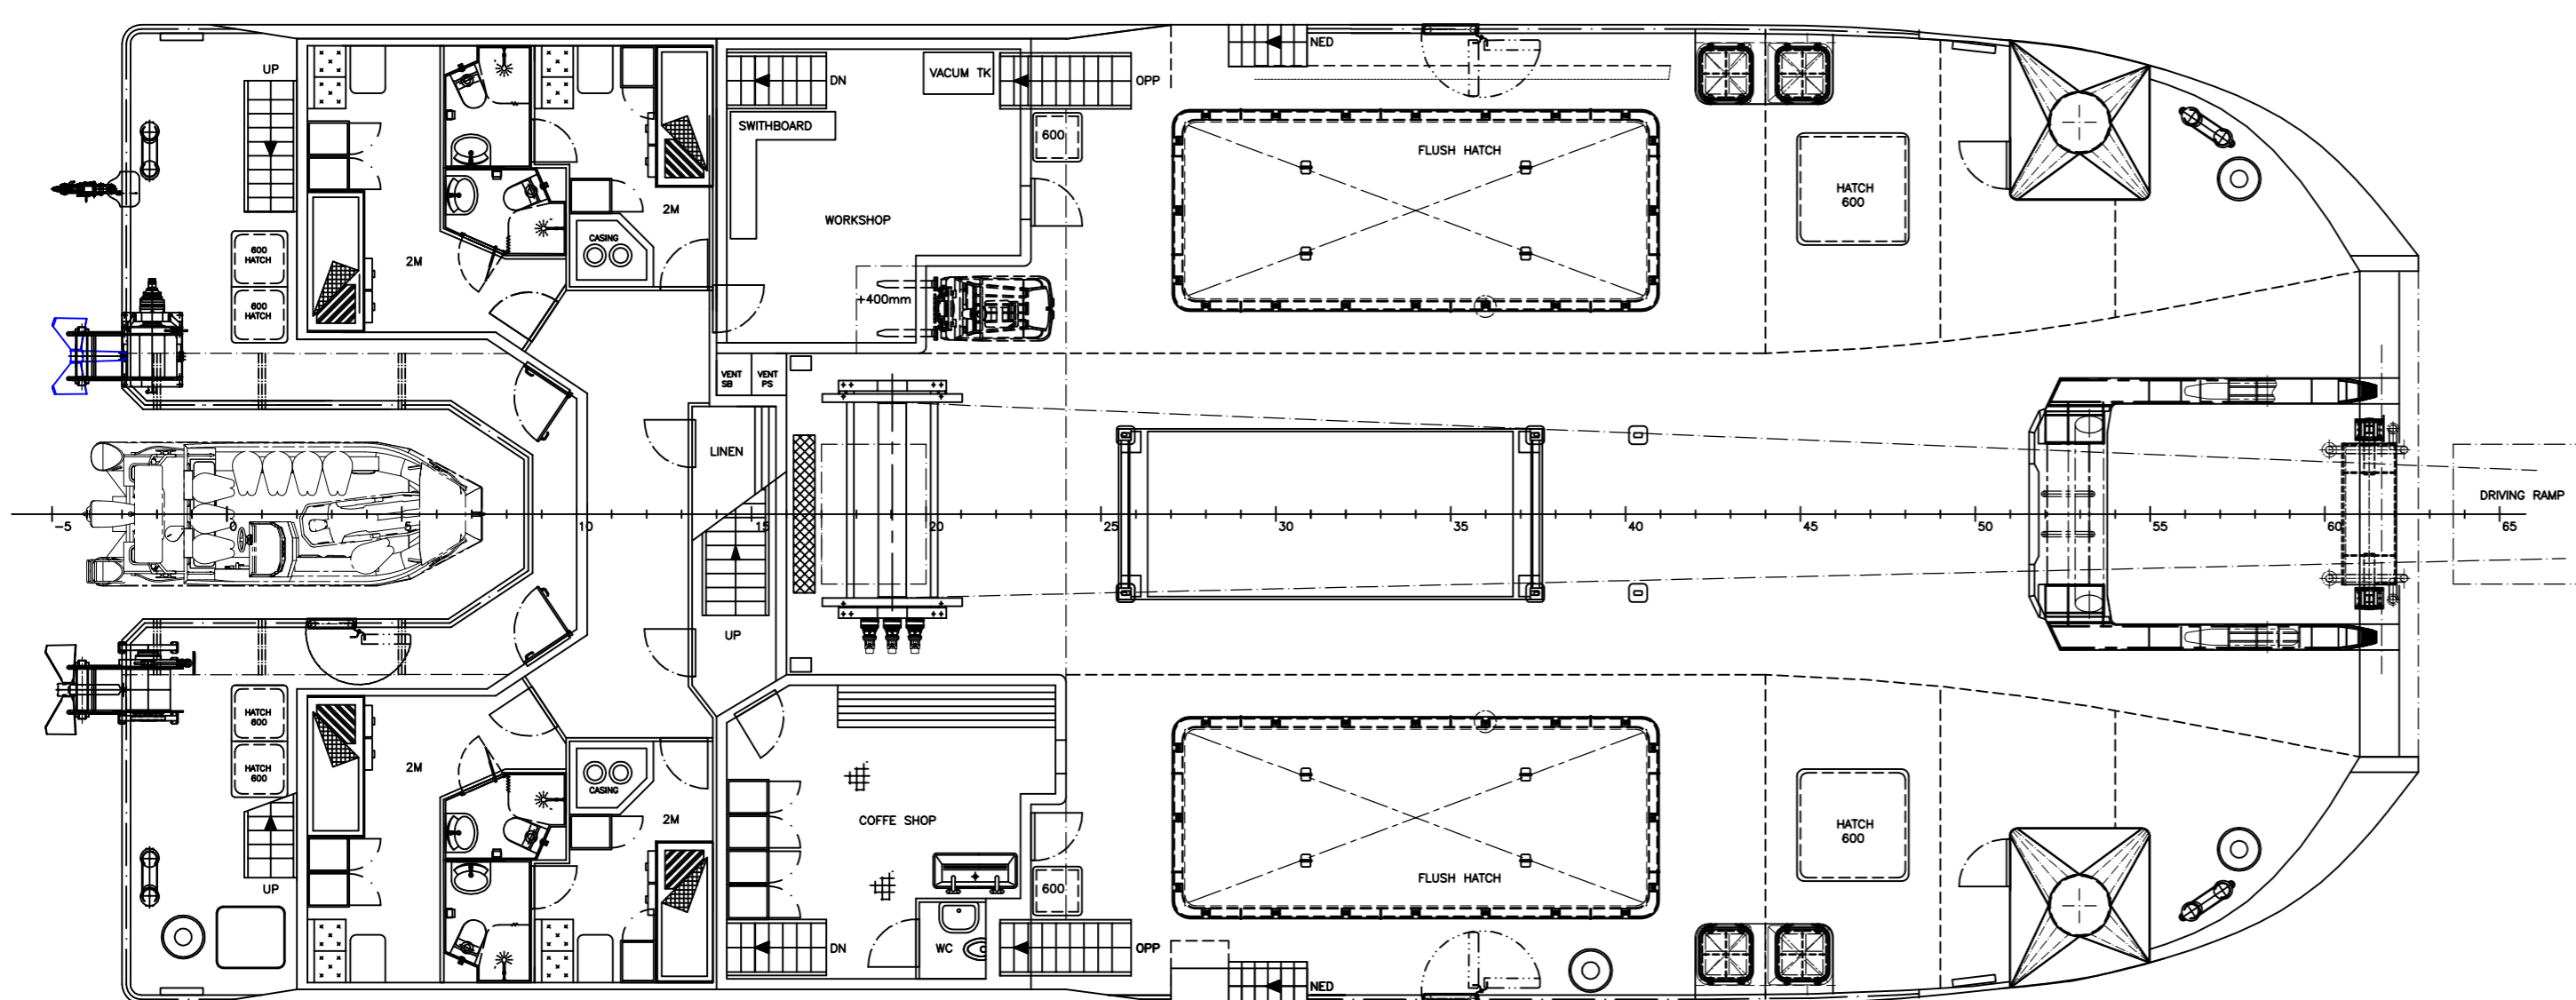 NED
UP
DN
VACUM TK
OPP
SWITHBOARD
600
FLUSH HATCH
HATCH
600
2M
WORKSHOP
CASING
600
HATCH
2M
600
HATCH
+400mm
VENT
SB
VENT
PS
LINEN
DRIVING RAMP
-5
0
5
10
15
20
25
30
35
40
45
50
55
60
65
UP
HATCH
600
2M
HATCH
600
CASING
2M
COFFE SHOP
HATCH
600
UP
600
FLUSH HATCH
DN
WC
OPP
NED